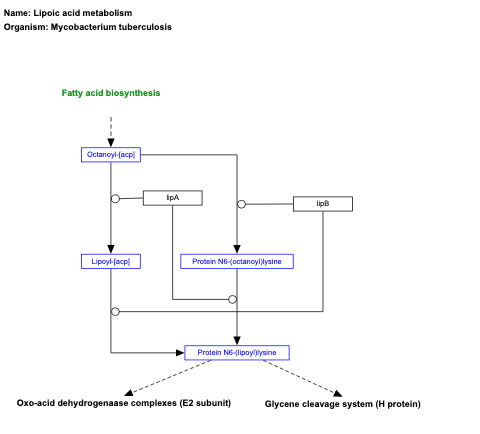 Name: Lipoic acid metabolism
Organism: Mycobacterium tuberculosis
Fatty acid biosynthesis
Octanoyl-[acp]
lipA
lipB
Lipoyl-[acp]
Protein N6-(octanoyl)lysine
Protein N6-(lipoyl)lysine
Oxo-acid dehydrogenaase complexes (E2 subunit)
Glycene cleavage system (H protein)